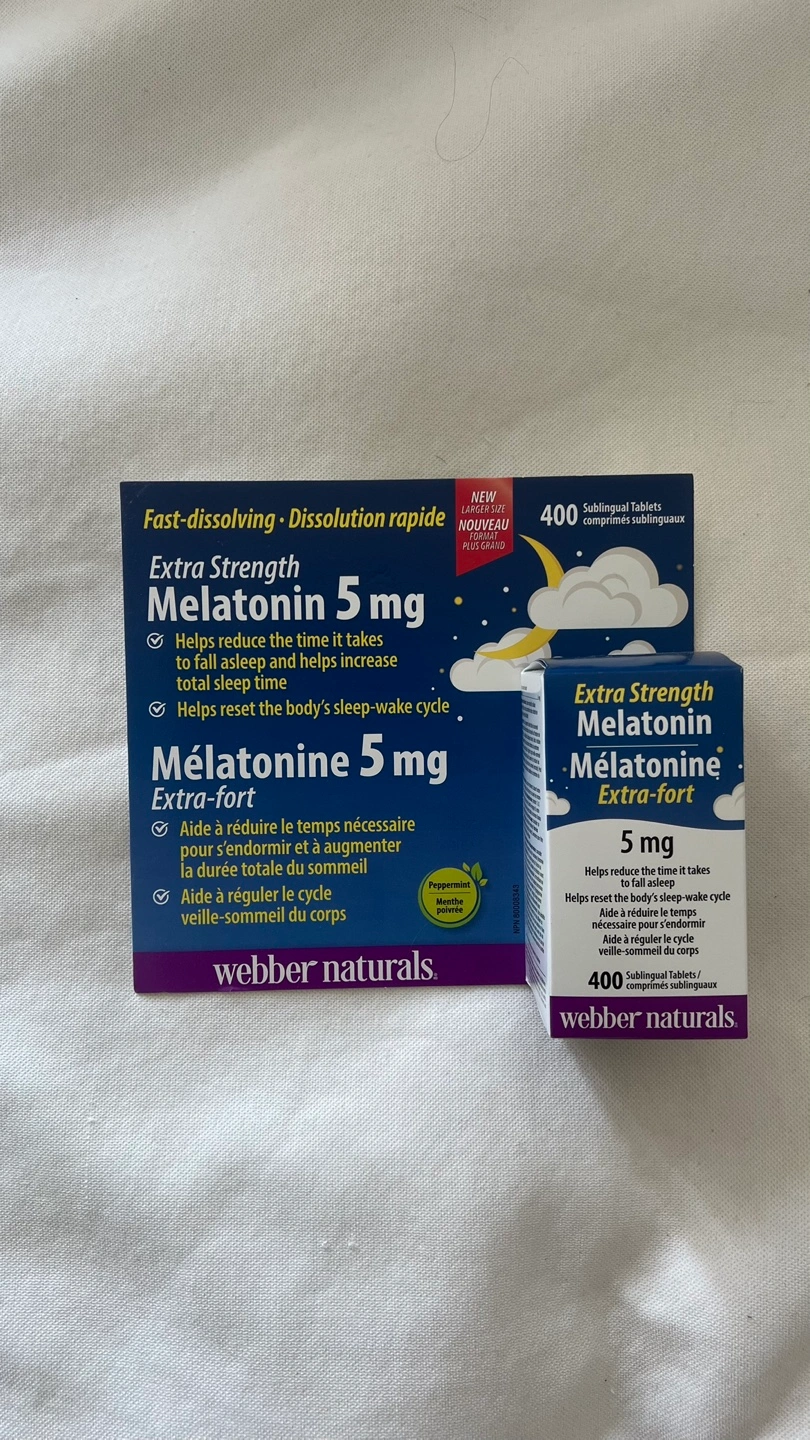 Fast-dissolving · Dissolution rapide
NEW
LARGER SIZE
NOUVEAU
FORMAT
PLUS GRAND
400 Sublingual Tablets
comprimés sublinguaux
Extra Strength
Melatonin 5 mg
Helps reduce the time it takes
to fall asleep and helps increase
total sleep time
Helps reset the body's sleep-wake cycle
Mélatonine 5 mg
Extra-fort
Aide à réduire le temps nécessaire
pour s'endormir et à augmenter
la durée totale du sommeil
Aide à réguler le cycle
veille-sommeil du corps
Peppermint
Menthe
poivrée
NPN 80008343
webber naturals
Extra Strength
Melatonin
Mélatonine
Extra-fort
5 mg
Helps reduce the time it takes
to fall asleep
Helps reset the body's sleep-wake cycle
Aide à réduire le temps
nécessaire pour s'endormir
Aide à réguler le cycle
veille-sommeil du corps
400 Sublingual Tablets /
comprimés sublinguaux
webber naturals